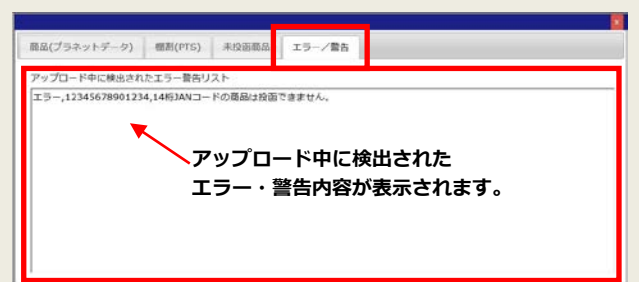 商品(プラネットデータ) 棚割(PTS) 未投函商品 エラー／警告
アップロード中に検出されたエラー警告リスト
エラー,12345678901234,14桁JANコードの商品は投函できません。
アップロード中に検出された
エラー・警告内容が表示されます。